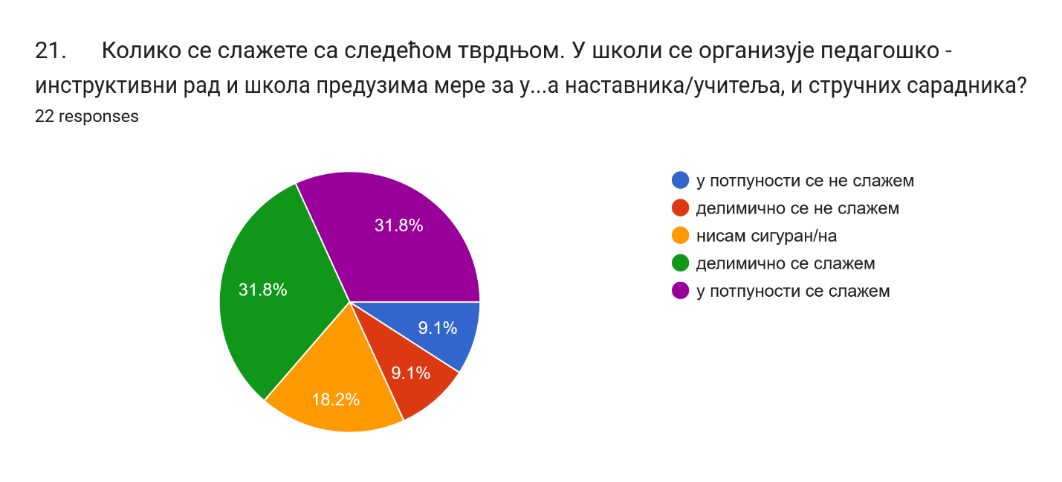 21. Колико се слажете са следећом тврдњом. У школи се организује педагошко -
инструктивни рад и школа предузима мере за у...а наставника/учитеља, и стручних сарадника?
22 responses
у потпуности се не слажем
делимично се не слажем
нисам сигуран/на
делимично се слажем
у потпуности се слажем
31.8%
31.8%
9.1%
9.1%
18.2%